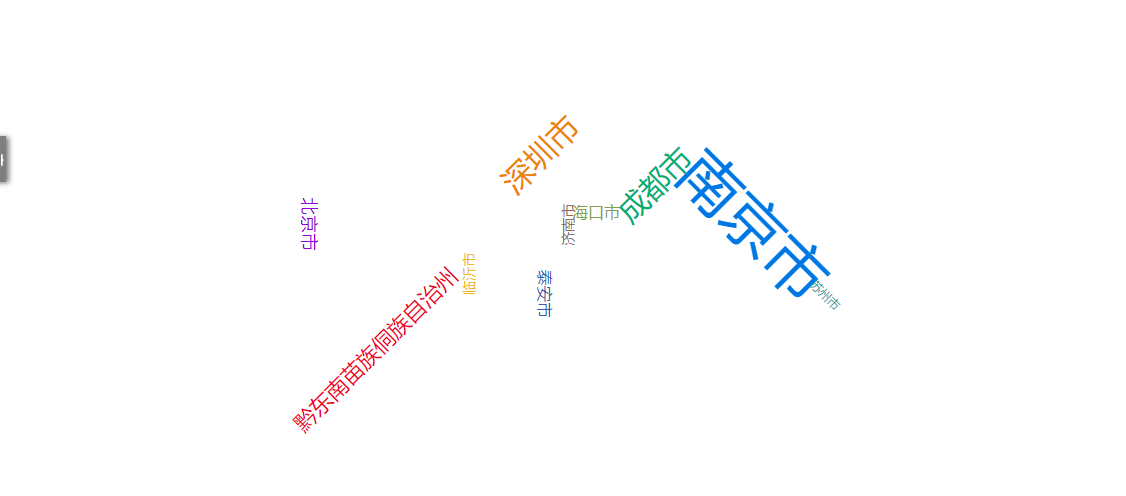 深圳市
成都市
南京市
北京市
济南市
海口市
临沂市
泰安市
苏州市
黔东南苗族侗族自治州